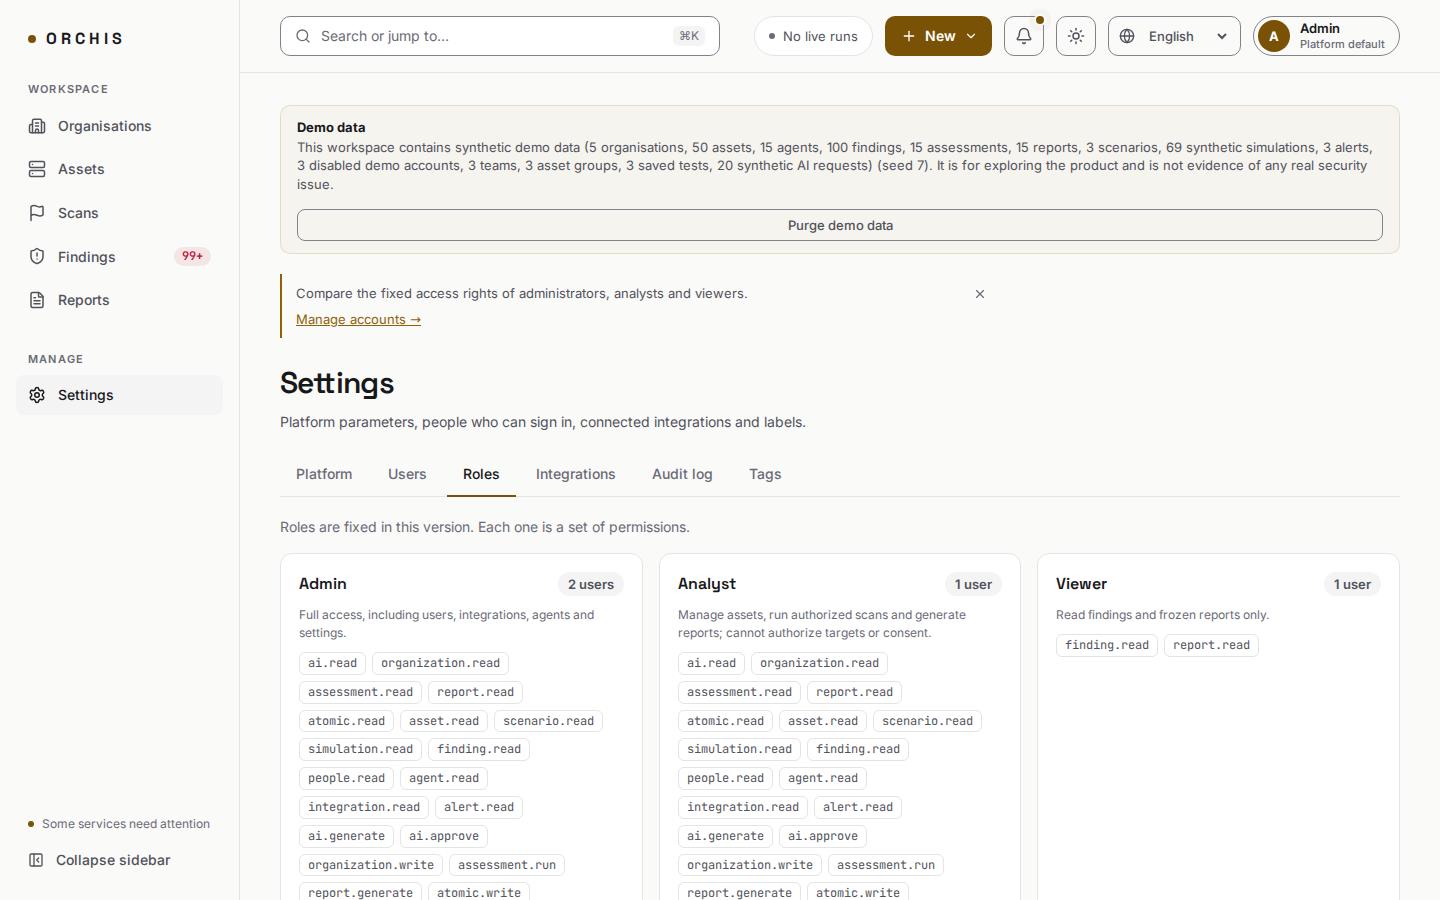 ORCHIS
Search or jump to...
⌘K
No live runs
New
English
A
Admin
Platform default
WORKSPACE
Organisations
Assets
Scans
Findings
99+
Reports
MANAGE
Settings
Some services need attention
Collapse sidebar
Demo data
This workspace contains synthetic demo data (5 organisations, 50 assets, 15 agents, 100 findings, 15 assessments, 15 reports, 3 scenarios, 69 synthetic simulations, 3 alerts,
3 disabled demo accounts, 3 teams, 3 asset groups, 3 saved tests, 20 synthetic AI requests) (seed 7). It is for exploring the product and is not evidence of any real security
issue.
Purge demo data
Compare the fixed access rights of administrators, analysts and viewers.
Manage accounts →
Settings
Platform parameters, people who can sign in, connected integrations and labels.
Platform Users Roles Integrations Audit log Tags
Roles are fixed in this version. Each one is a set of permissions.
Admin
2 users
Full access, including users, integrations, agents and
settings.
ai.read organization.read
assessment.read report.read
atomic.read asset.read scenario.read
simulation.read finding.read
people.read agent.read
integration.read alert.read
ai.generate ai.approve
organization.write assessment.run
report.generate atomic.write
Analyst
1 user
Manage assets, run authorized scans and generate
reports; cannot authorize targets or consent.
ai.read organization.read
assessment.read report.read
atomic.read asset.read scenario.read
simulation.read finding.read
people.read agent.read
integration.read alert.read
ai.generate ai.approve
organization.write assessment.run
report.generate atomic.write
Viewer
1 user
Read findings and frozen reports only.
finding.read report.read